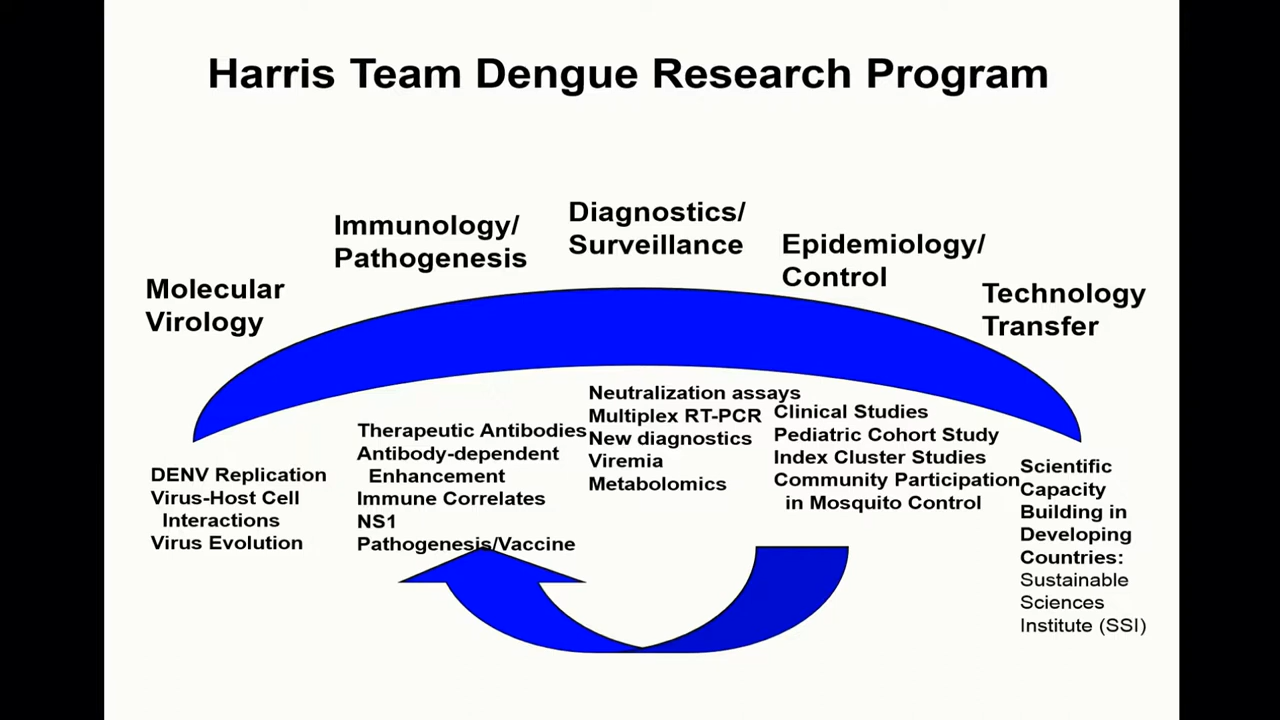 Harris Team Dengue Research Program
Molecular
Virology
Immunology/
Pathogenesis
Diagnostics/
Surveillance
Epidemiology/
Control
Technology
Transfer
DENV Replication
Virus-Host Cell
Interactions
Virus Evolution
Therapeutic Antibodies
Antibody-dependent
Enhancement
Immune Correlates
NS1
Pathogenesis/Vaccine
Neutralization assays
Multiplex RT-PCR
New diagnostics
Viremia
Metabolomics
Clinical Studies
Pediatric Cohort Study
Index Cluster Studies
Community Participation
in Mosquito Control
Scientific
Capacity
Building in
Developing
Countries:
Sustainable
Sciences
Institute (SSI)